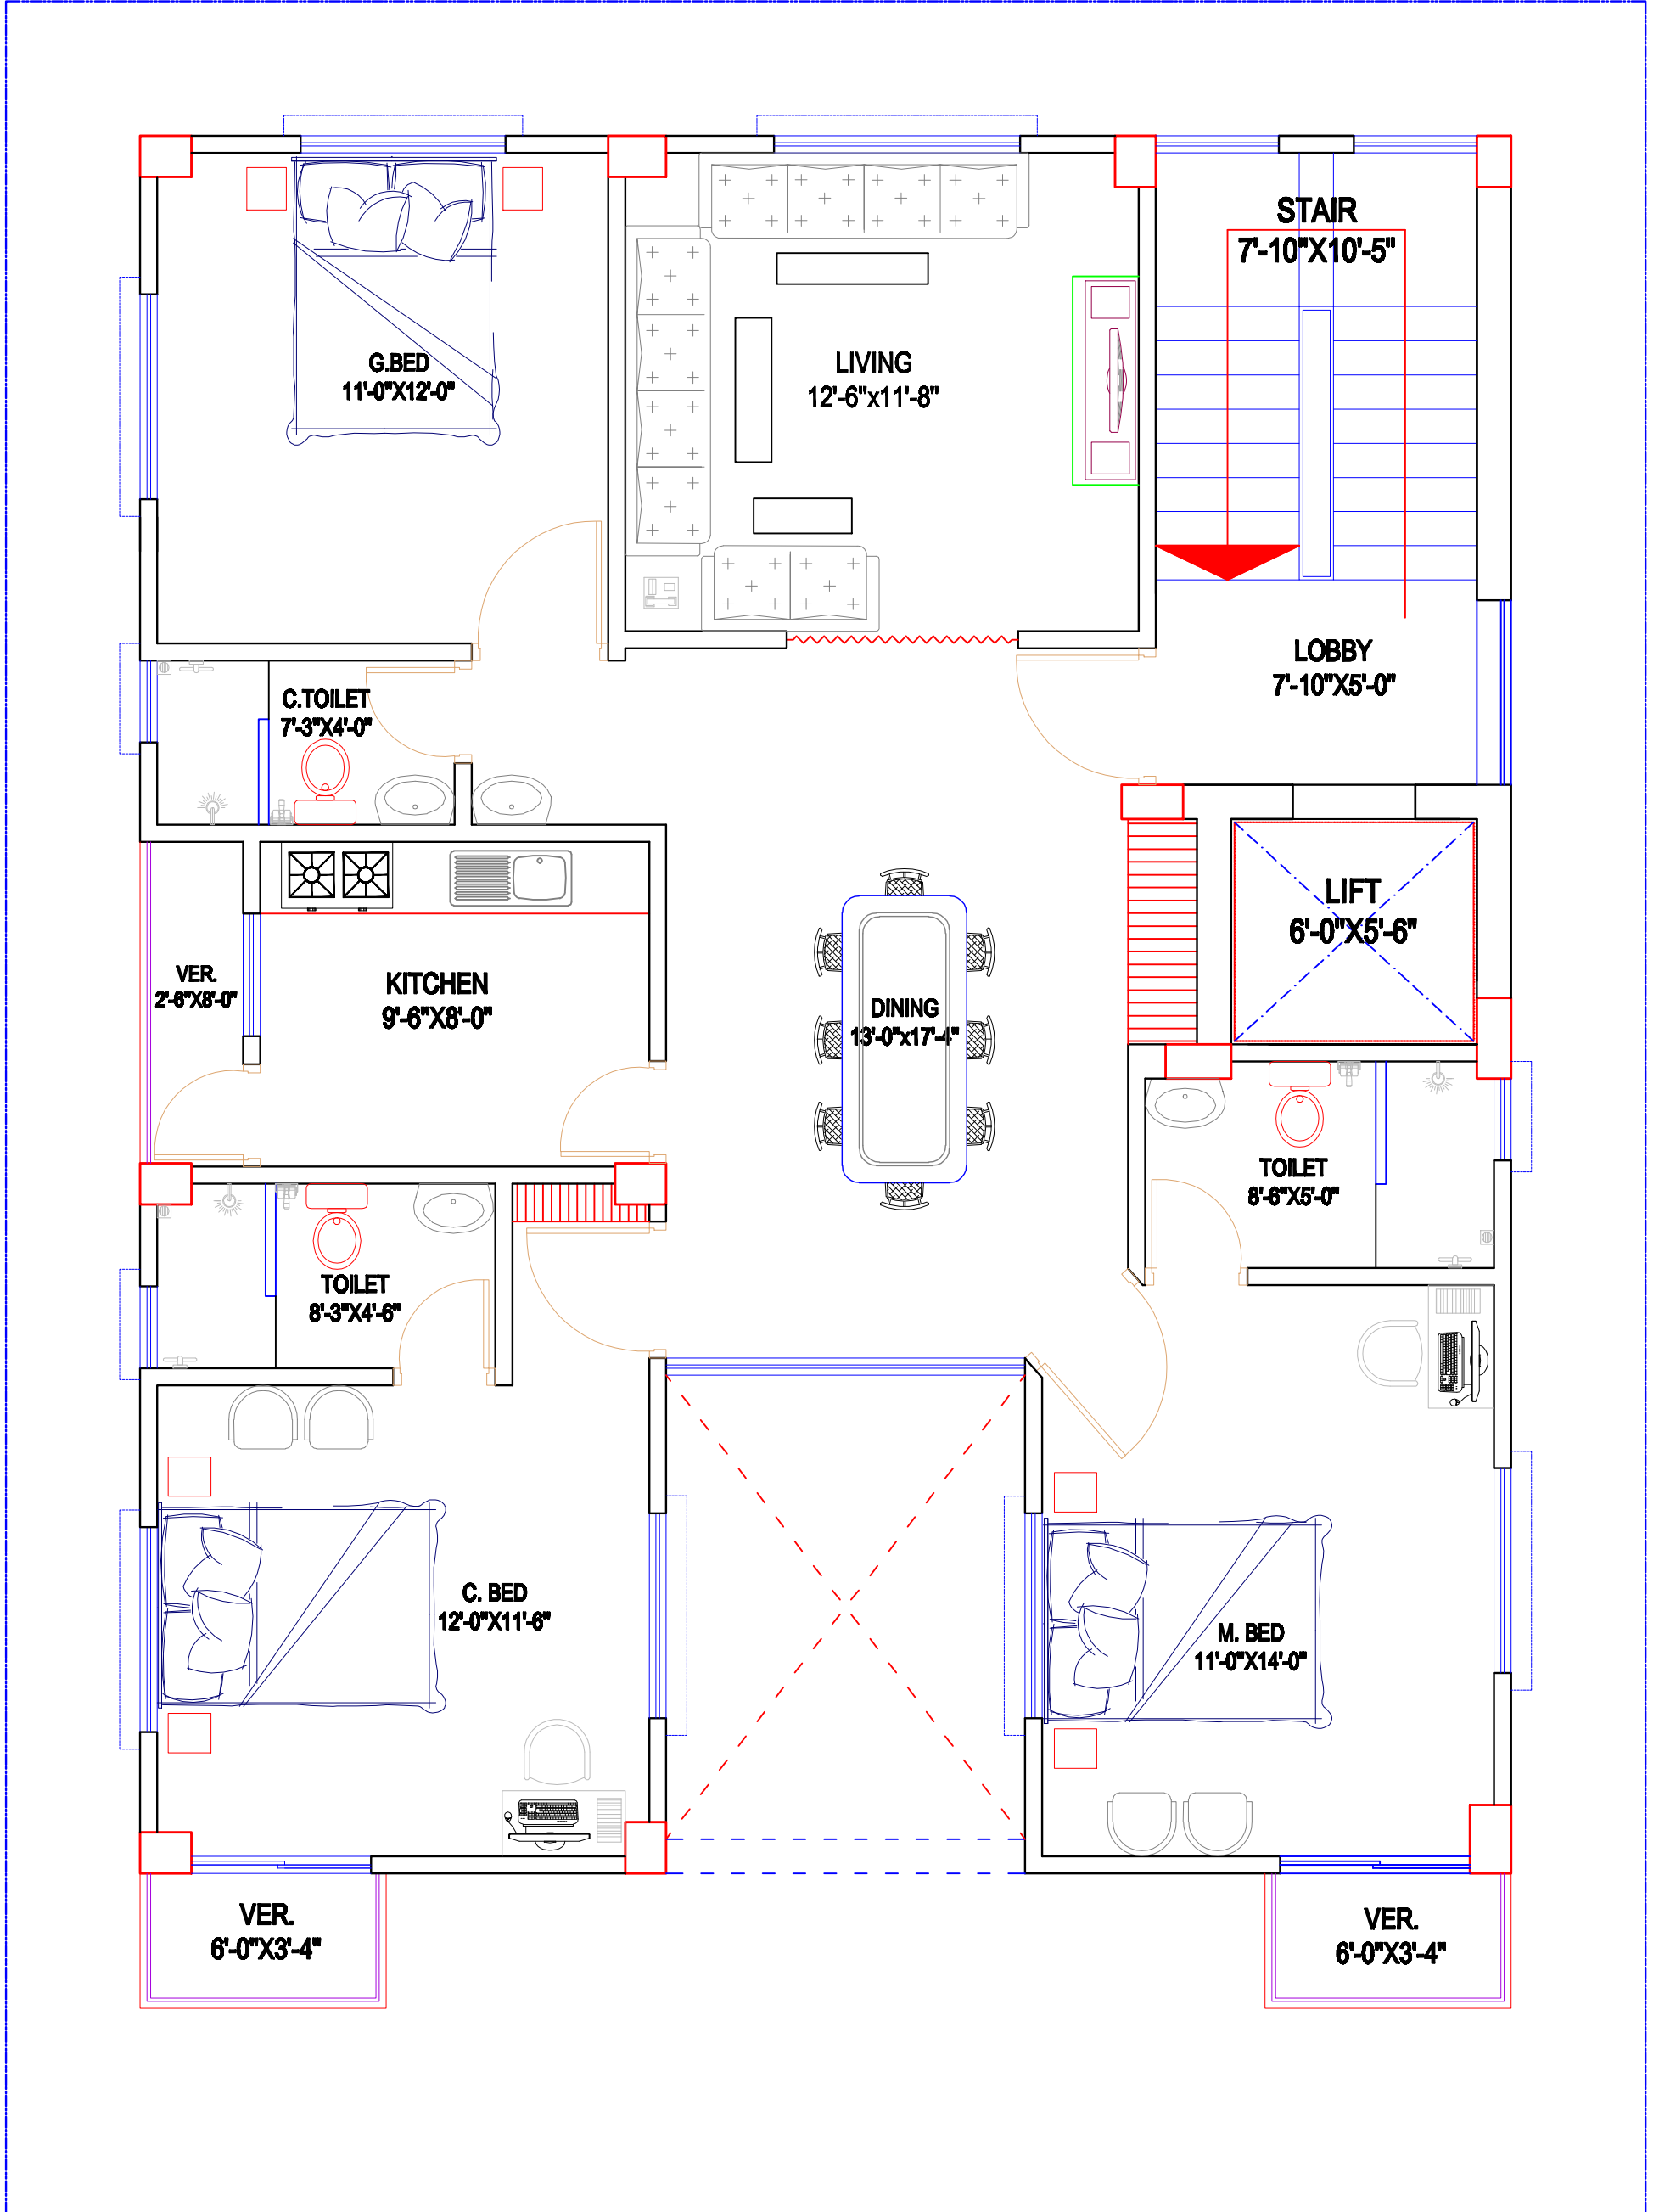 STAIR
7'-10"X10'-5"
G.BED
11'-0"X12'-0"
LIVING
12'-6"x11'-8"
LOBBY
7'-10"X5'-0"
C.TOILET
7'-3"X4'-0"
LIFT
6'-0"X5'-6"
VER.
2'-6"X8'-0"
KITCHEN
9'-6"X8'-0"
DINING
13'-0"x17'-4"
TOILET
8'-6"X5'-0"
TOILET
8'-3"X4'-6"
C. BED
12'-0"X11'-6"
M. BED
11'-0"X14'-0"
VER.
6'-0"X3'-4"
VER.
6'-0"X3'-4"